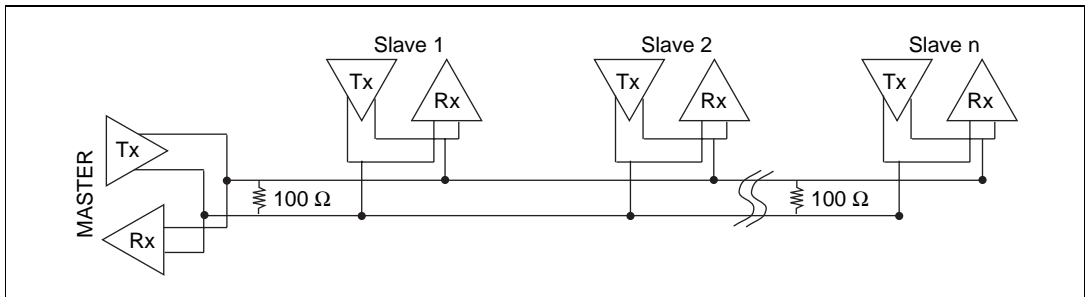 Slave 1
Slave 2
Slave n
Tx
Rx
Tx
Rx
Tx
Rx
MASTER
Tx
Rx
100 Ω
100 Ω